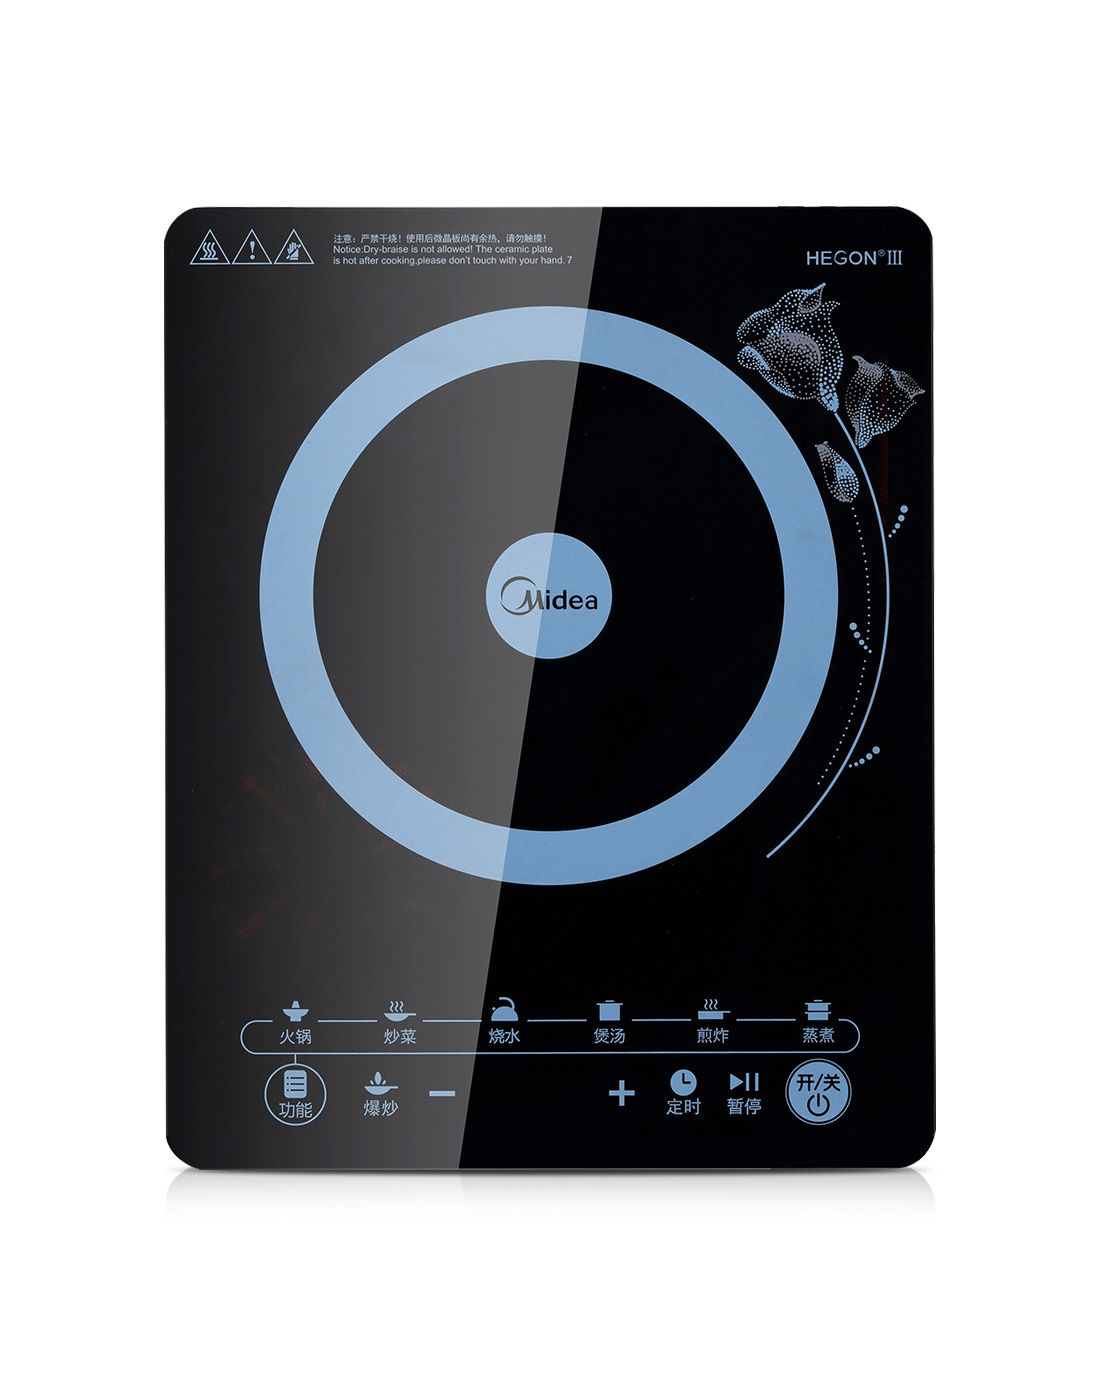 注意：严禁干烧！使用后微晶板尚有余热，请勿触摸！
Notice:Dry-braise is not allowed! The ceramic plate
is hot after cooking,please don't touch with your hand. 7
HEGON®III
Midea
火锅 炒菜 烧水 煲汤 煎炸 蒸煮
功能 爆炒 − + 定时 暂停 开/关